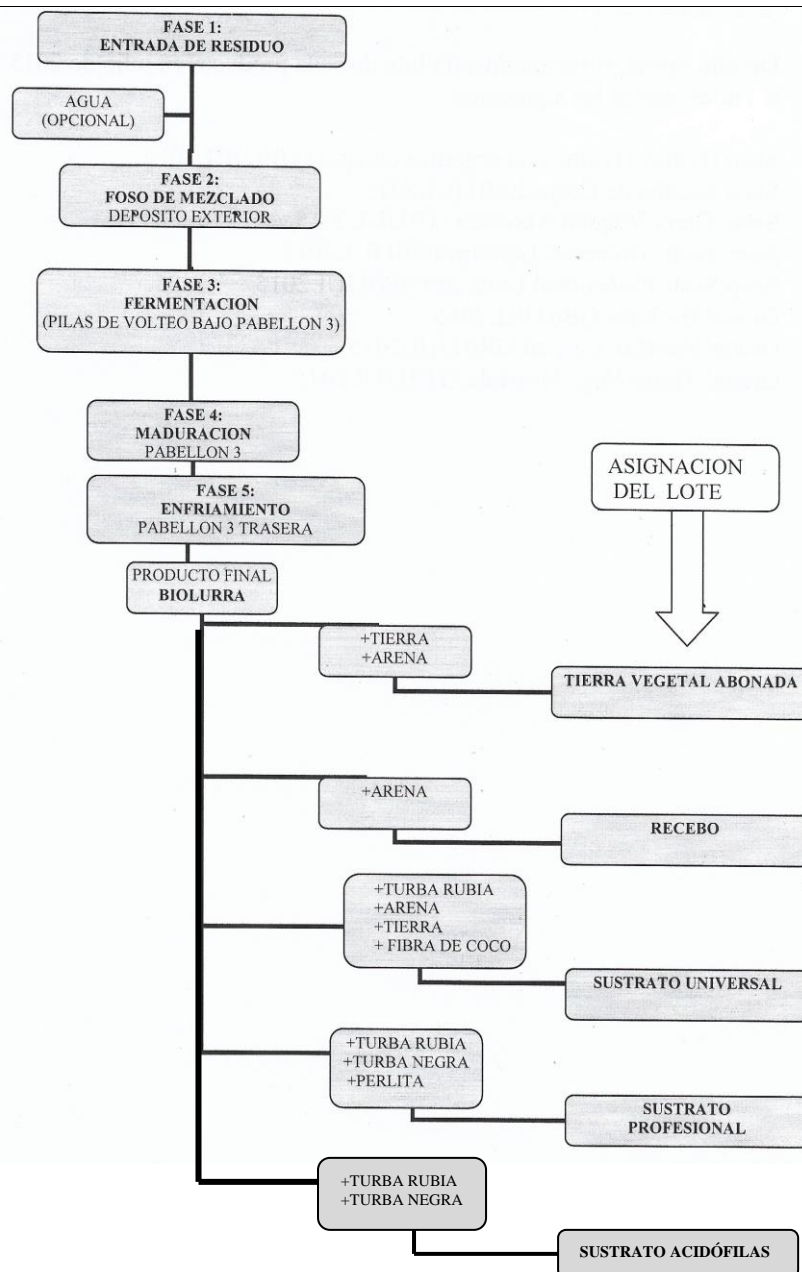 FASE 1:
ENTRADA DE RESIDUO
AGUA
(OPCIONAL)
FASE 2:
FOSO DE MEZCLADO
DEPOSITO EXTERIOR
FASE 3:
FERMENTACION
(PILAS DE VOLTEO BAJO PABELLON 3)
FASE 4:
MADURACION
PABELLON 3
FASE 5:
ENFRIAMIENTO
PABELLON 3 TRASERA
PRODUCTO FINAL
BIOLURRA
ASIGNACION
DEL LOTE
+TIERRA
+ARENA
TIERRA VEGETAL ABONADA
+ARENA
RECEBO
+TURBA RUBIA
+ARENA
+TIERRA
+ FIBRA DE COCO
SUSTRATO UNIVERSAL
+TURBA RUBIA
+TURBA NEGRA
+PERLITA
SUSTRATO
PROFESIONAL
+TURBA RUBIA
+TURBA NEGRA
SUSTRATO ACIDÓFILAS